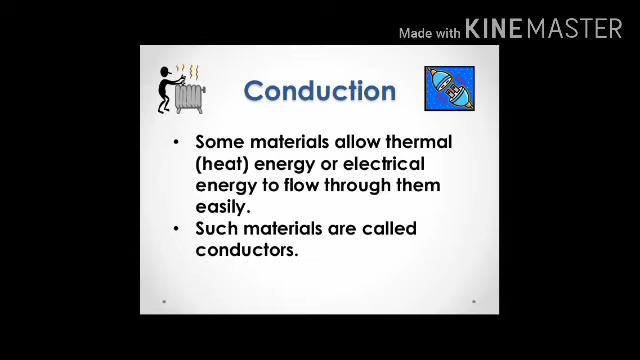 Made with KINEMASTER
Conduction
• Some materials allow thermal
(heat) energy or electrical
energy to flow through them
easily.
• Such materials are called
conductors.